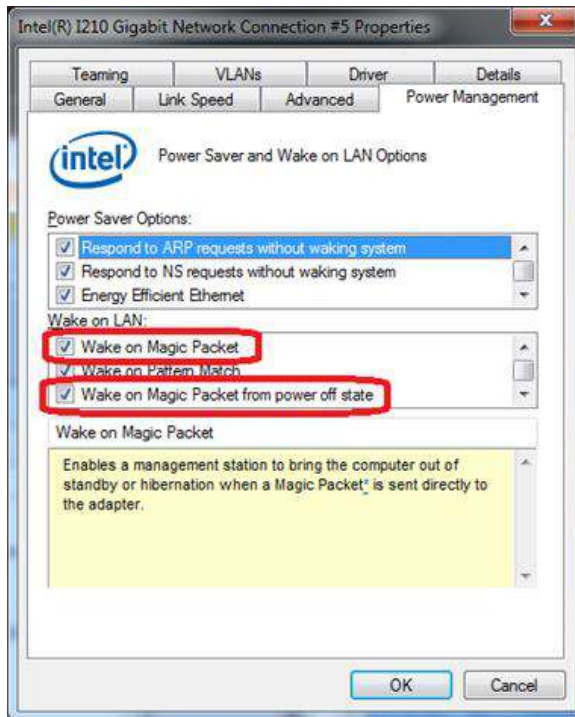 Intel(R) I210 Gigabit Network Connection #5 Properties
Teaming
VLANs
Driver
Details
General
Link Speed
Advanced
Power Management
intel
Power Saver and Wake on LAN Options
Power Saver Options:
Respond to ARP requests without waking system
Respond to NS requests without waking system
Energy Efficient Ethernet
Wake on LAN:
Wake on Magic Packet
Wake on Pattern Match
Wake on Magic Packet from power off state
Wake on Magic Packet
Enables a management station to bring the computer out of
standby or hibernation when a Magic Packet* is sent directly to
the adapter.
OK
Cancel